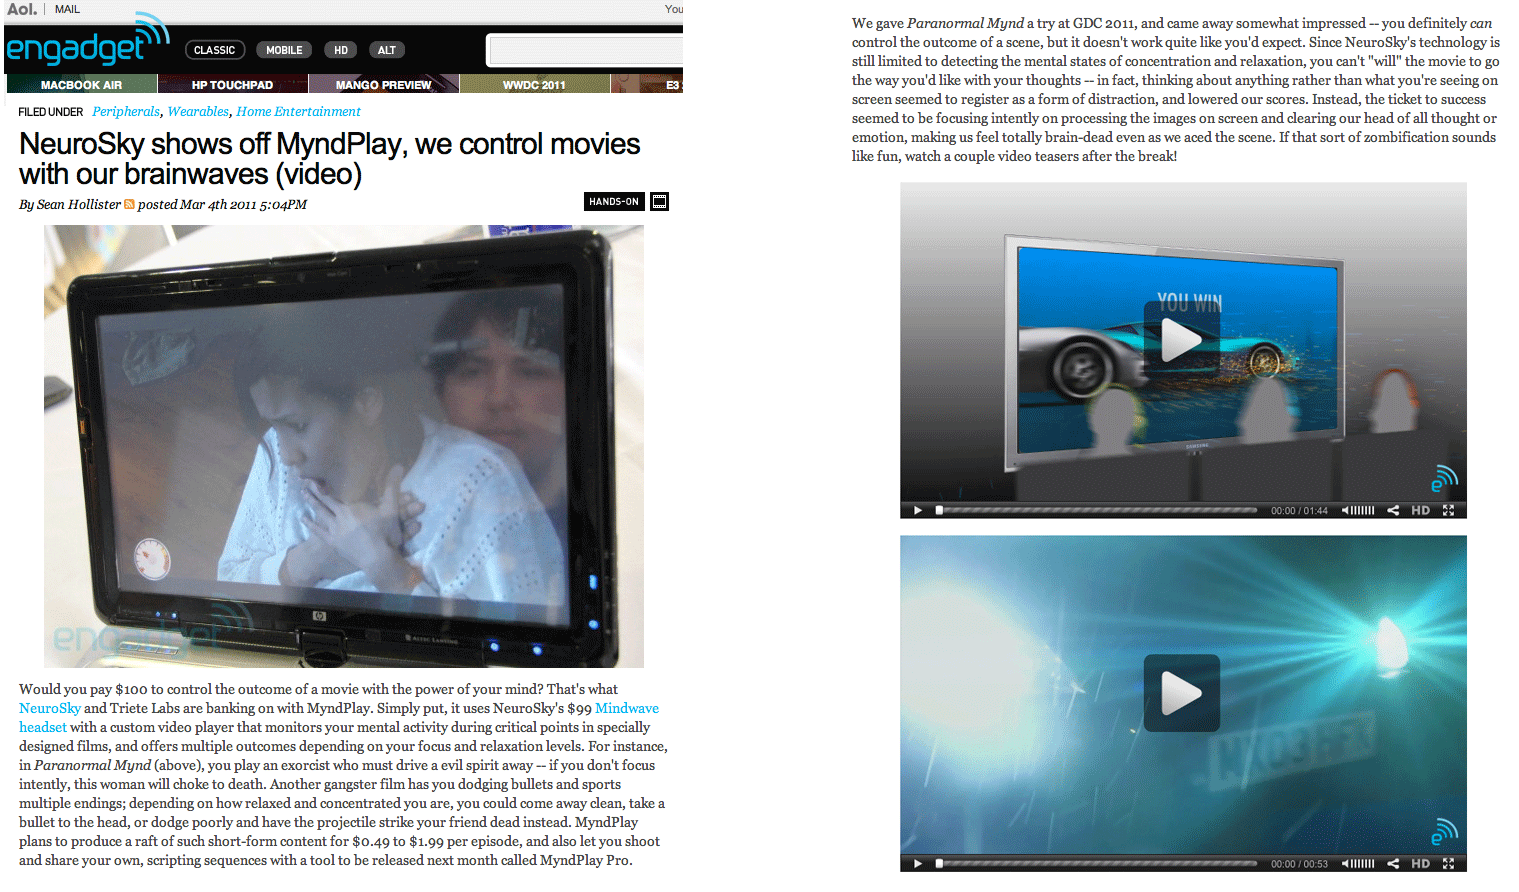 Aol. | MAIL
You
engadget
CLASSIC MOBILE HD ALT
MACBOOK AIR HP TOUCHPAD MANGO PREVIEW WWDC 2011 E3
FILED UNDER Peripherals, Wearables, Home Entertainment
NeuroSky shows off MyndPlay, we control movies
with our brainwaves (video)
By Sean Hollister posted Mar 4th 2011 5:04PM
HANDS-ON
hp
ALTEC LANSING
engadget
Would you pay $100 to control the outcome of a movie with the power of your mind? That's what
NeuroSky and Triete Labs are banking on with MyndPlay. Simply put, it uses NeuroSky's $99 Mindwave
headset with a custom video player that monitors your mental activity during critical points in specially
designed films, and offers multiple outcomes depending on your focus and relaxation levels. For instance,
in Paranormal Mynd (above), you play an exorcist who must drive a evil spirit away -- if you don't focus
intently, this woman will choke to death. Another gangster film has you dodging bullets and sports
multiple endings; depending on how relaxed and concentrated you are, you could come away clean, take a
bullet to the head, or dodge poorly and have the projectile strike your friend dead instead. MyndPlay
plans to produce a raft of such short-form content for $0.49 to $1.99 per episode, and also let you shoot
and share your own, scripting sequences with a tool to be released next month called MyndPlay Pro.
We gave Paranormal Mynd a try at GDC 2011, and came away somewhat impressed -- you definitely can
control the outcome of a scene, but it doesn't work quite like you'd expect. Since NeuroSky's technology is
still limited to detecting the mental states of concentration and relaxation, you can't "will" the movie to go
the way you'd like with your thoughts -- in fact, thinking about anything rather than what you're seeing on
screen seemed to register as a form of distraction, and lowered our scores. Instead, the ticket to success
seemed to be focusing intently on processing the images on screen and clearing our head of all thought or
emotion, making us feel totally brain-dead even as we aced the scene. If that sort of zombification sounds
like fun, watch a couple video teasers after the break!
YOU WIN
SAMSUNG
e
00:00 / 01:44 HD
e
00:00 / 00:53 HD